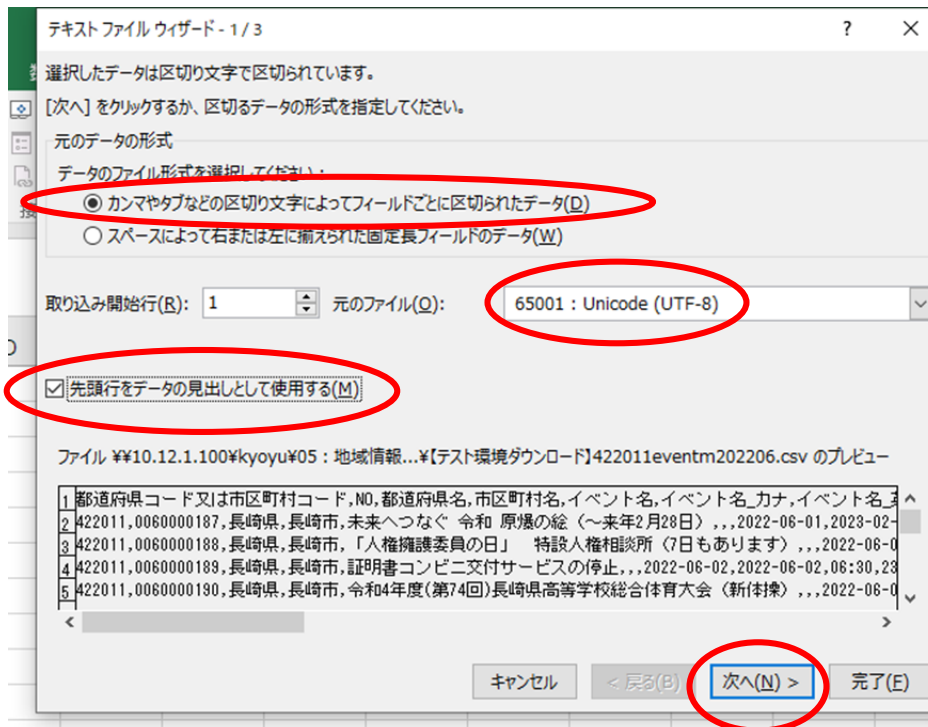 テキスト ファイル ウィザード - 1 / 3
選択したデータは区切り文字で区切られています。
[次へ] をクリックするか、区切るデータの形式を指定してください。
元のデータの形式
データのファイル形式を選択してください：
カンマやタブなどの区切り文字によってフィールドごとに区切られたデータ(D)
スペースによって右または左に揃えられた固定長フィールドのデータ(W)
取り込み開始行(R): 1 元のファイル(O): 65001 : Unicode (UTF-8)
先頭行をデータの見出しとして使用する(M)
ファイル ¥¥10.12.1.100¥kyoyu¥05：地域情報...¥【テスト環境ダウンロード】422011eventm202206.csv のプレビュー
1 都道府県コード又は市区町村コード,NO,都道府県名,市区町村名,イベント名,イベント名_カナ,イベント名_
2 422011,0060000187,長崎県,長崎市,未来へつなぐ 令和 原爆の絵（～来年2月28日）,,,2022-06-01,2023-02-
3 422011,0060000188,長崎県,長崎市,「人権擁護委員の日」　特設人権相談所（7日もあります）,,,2022-06-0
4 422011,0060000189,長崎県,長崎市,証明書コンビニ交付サービスの停止,,,2022-06-02,2022-06-02,06:30,23
5 422011,0060000190,長崎県,長崎市,令和4年度(第74回)長崎県高等学校総合体育大会（新体操）,,,2022-06-0
キャンセル < 戻る(B) 次へ(N) > 完了(F)